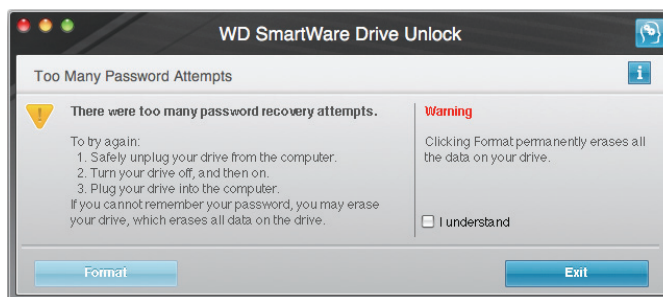 WD SmartWare Drive Unlock
Too Many Password Attempts
There were too many password recovery attempts.
To try again:
1. Safely unplug your drive from the computer.
2. Turn your drive off, and then on.
3. Plug your drive into the computer.
If you cannot remember your password, you may erase
your drive, which erases all data on the drive.
Warning
Clicking Format permanently erases all
the data on your drive.
I understand
Format
Exit